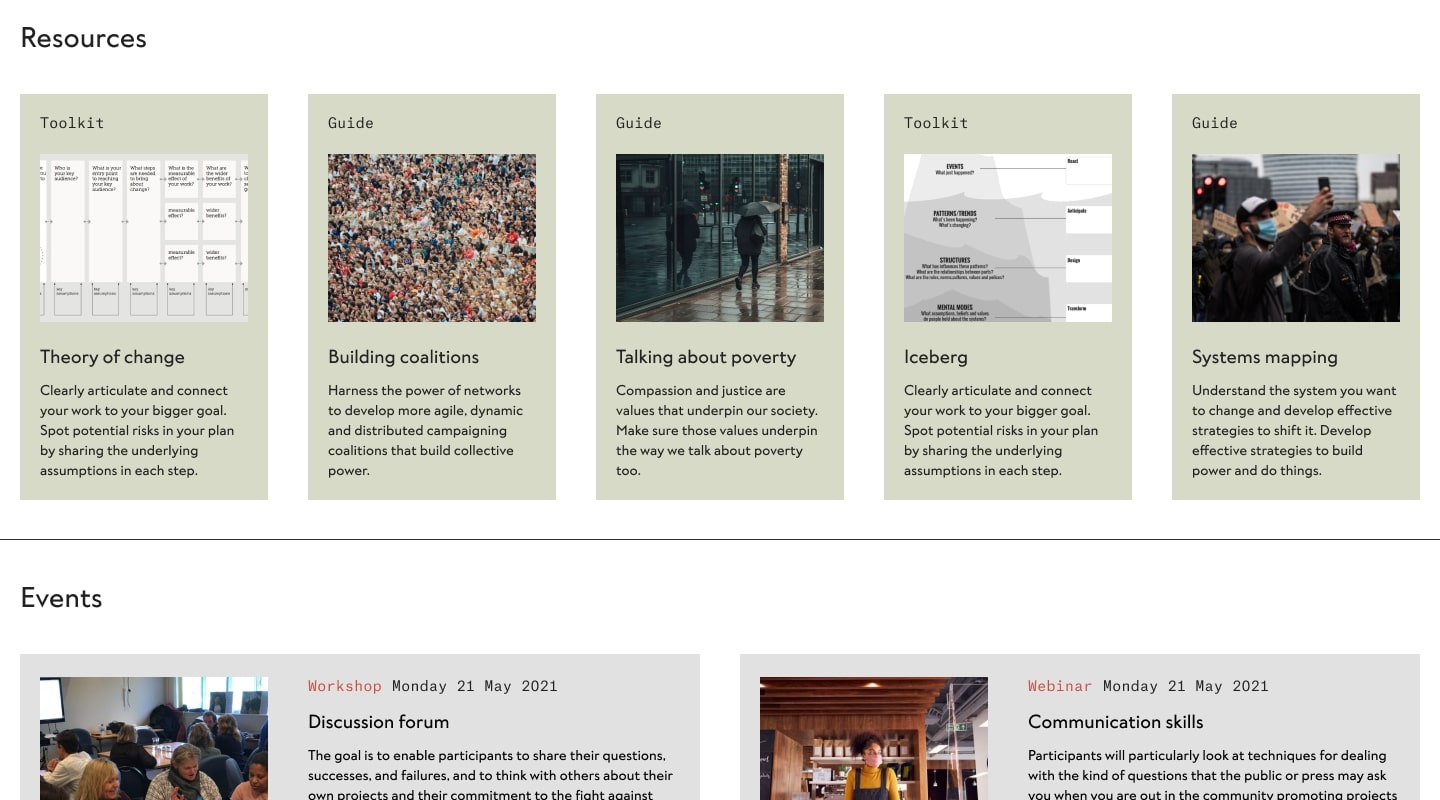 Resources
Toolkit
Who is
your key
audience?
What is your
entry point
to reaching
your key
audience?
What steps
are needed
to bring
about
change?
What is the
measurable
effect of
your work?
What are
the wider
benefits of
your work?
measurable
effect?
wider
benefits?
measurable
effect?
wider
benefits?
key
assumptions
key
assumptions
key
assumptions
key
assumptions
key
assumptions
Theory of change
Clearly articulate and connect
your work to your bigger goal.
Spot potential risks in your plan
by sharing the underlying
assumptions in each step.
Guide
Building coalitions
Harness the power of networks
to develop more agile, dynamic
and distributed campaigning
coalitions that build collective
power.
Guide
Talking about poverty
Compassion and justice are
values that underpin our society.
Make sure those values underpin
the way we talk about poverty
too.
Toolkit
EVENTS
What just happened?
React
PATTERNS/TRENDS
What's been happening?
What's changing?
Anticipate
STRUCTURES
What has influences these patterns?
What are the relationships between parts?
What are the rules, norms, cultures, values and polices?
Design
MENTAL MODES
What assumptions, beliefs and values
do people hold about the systems?
Transform
Iceberg
Clearly articulate and connect
your work to your bigger goal.
Spot potential risks in your plan
by sharing the underlying
assumptions in each step.
Guide
Systems mapping
Understand the system you want
to change and develop effective
strategies to shift it. Develop
effective strategies to build
power and do things.
Events
Workshop Monday 21 May 2021
Discussion forum
The goal is to enable participants to share their questions,
successes, and failures, and to think with others about their
own projects and their commitment to the fight against
Webinar Monday 21 May 2021
Communication skills
Participants will particularly look at techniques for dealing
with the kind of questions that the public or press may ask
you when you are out in the community promoting projects